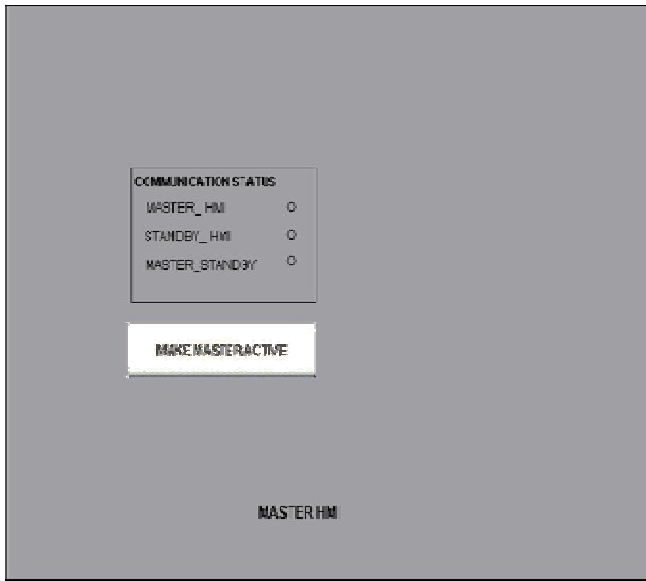 COMMUNICATION STATUS
MASTER_HMI
STANDBY_HMI
MASTER_STANDBY
MAKE MASTER ACTIVE
MASTER HMI